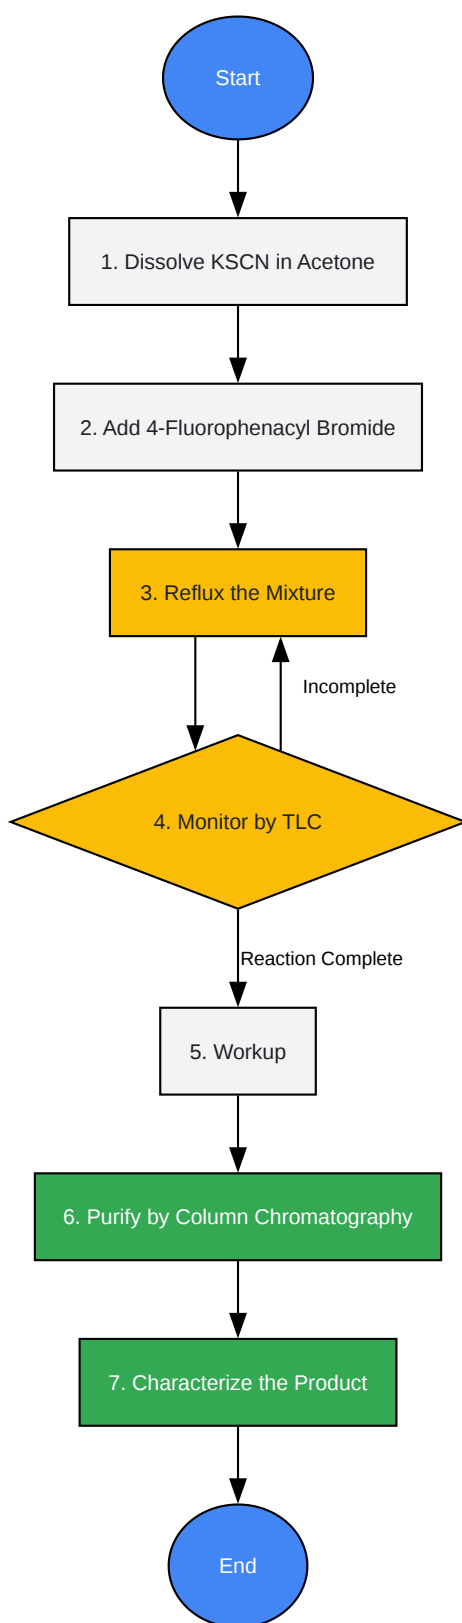 Start
1. Dissolve KSCN in Acetone
2. Add 4-Fluorophenacyl Bromide
3. Reflux the Mixture
Incomplete
4. Monitor by TLC
Reaction Complete
5. Workup
6. Purify by Column Chromatography
7. Characterize the Product
End